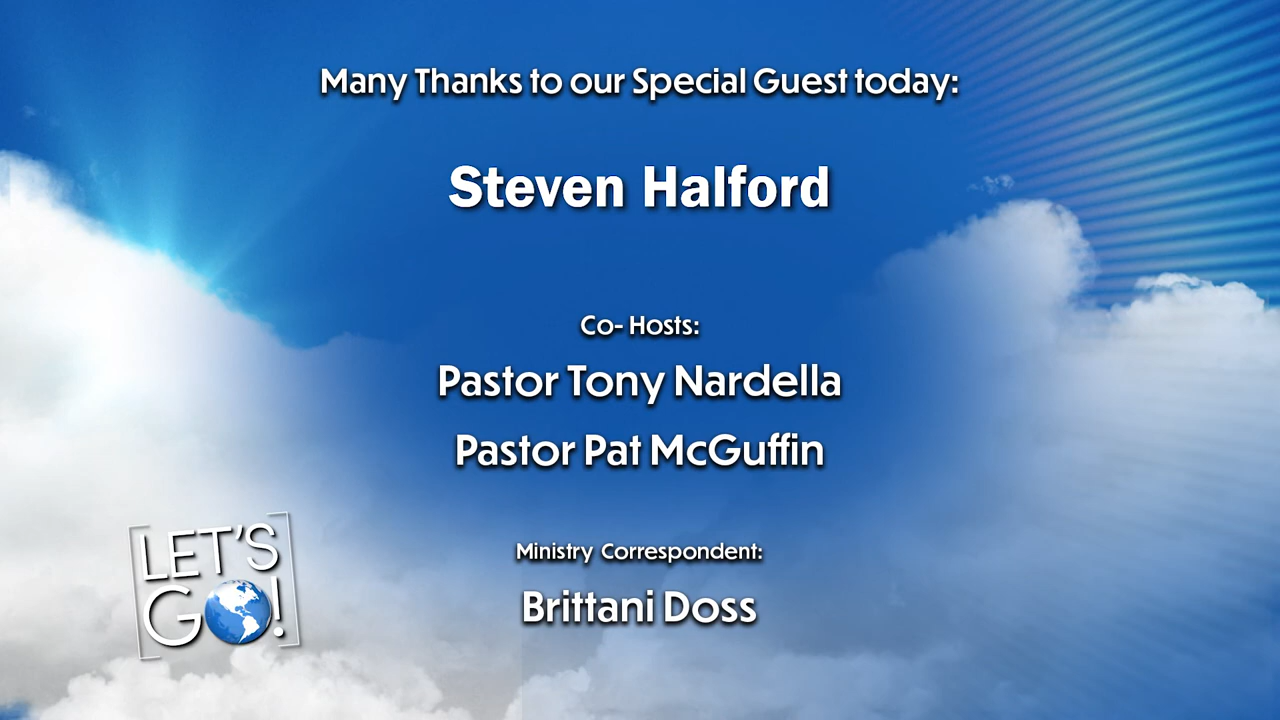 Many Thanks to our Special Guest today:
Steven Halford
Co- Hosts:
Pastor Tony Nardella
Pastor Pat McGuffin
Ministry Correspondent:
Brittani Doss
LET'S
GO!